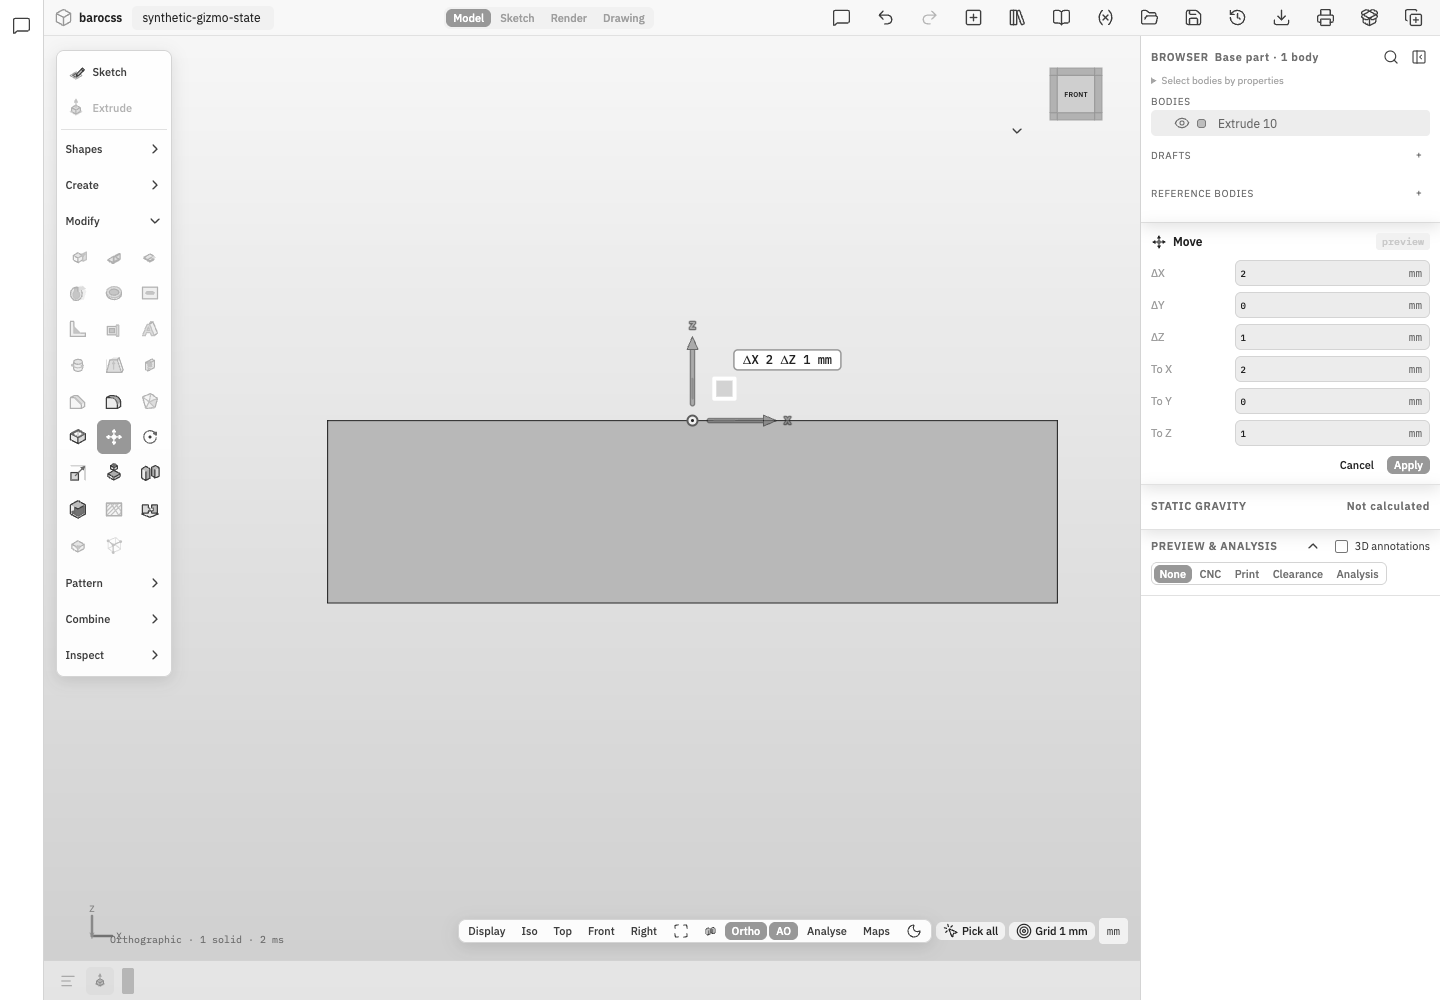 barocss
synthetic-gizmo-state
Model Sketch Render Drawing
Sketch
Extrude
Shapes
Create
Modify
Pattern
Combine
Inspect
FRONT
Z
ΔX 2 ΔZ 1 mm
X
BROWSER Base part · 1 body
Select bodies by properties
BODIES
Extrude 10
DRAFTS +
REFERENCE BODIES +
Move preview
ΔX 2 mm
ΔY 0 mm
ΔZ 1 mm
To X 2 mm
To Y 0 mm
To Z 1 mm
Cancel Apply
STATIC GRAVITY Not calculated
PREVIEW & ANALYSIS 3D annotations
None CNC Print Clearance Analysis
Z
X
Orthographic · 1 solid · 2 ms
Display Iso Top Front Right Ortho AO Analyse Maps Pick all Grid 1 mm mm